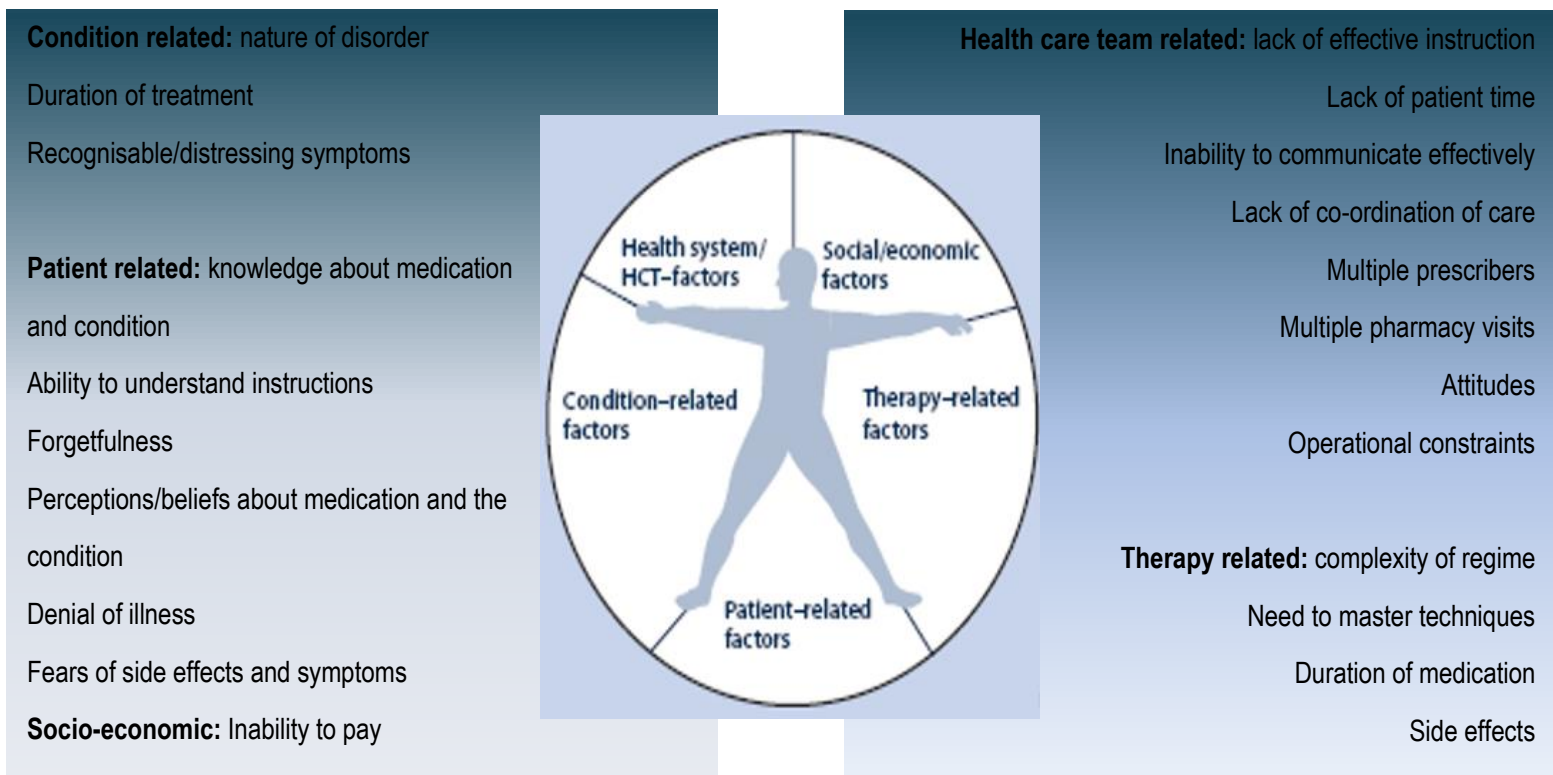 Condition related: nature of disorder
Duration of treatment
Recognisable/distressing symptoms
Patient related: knowledge about medication
and condition
Ability to understand instructions
Forgetfulness
Perceptions/beliefs about medication and the
condition
Denial of illness
Fears of side effects and symptoms
Socio-economic: Inability to pay
Health system/
HCT–factors
Social/economic
factors
Condition–related
factors
Therapy–related
factors
Patient–related
factors
Health care team related: lack of effective instruction
Lack of patient time
Inability to communicate effectively
Lack of co-ordination of care
Multiple prescribers
Multiple pharmacy visits
Attitudes
Operational constraints
Therapy related: complexity of regime
Need to master techniques
Duration of medication
Side effects